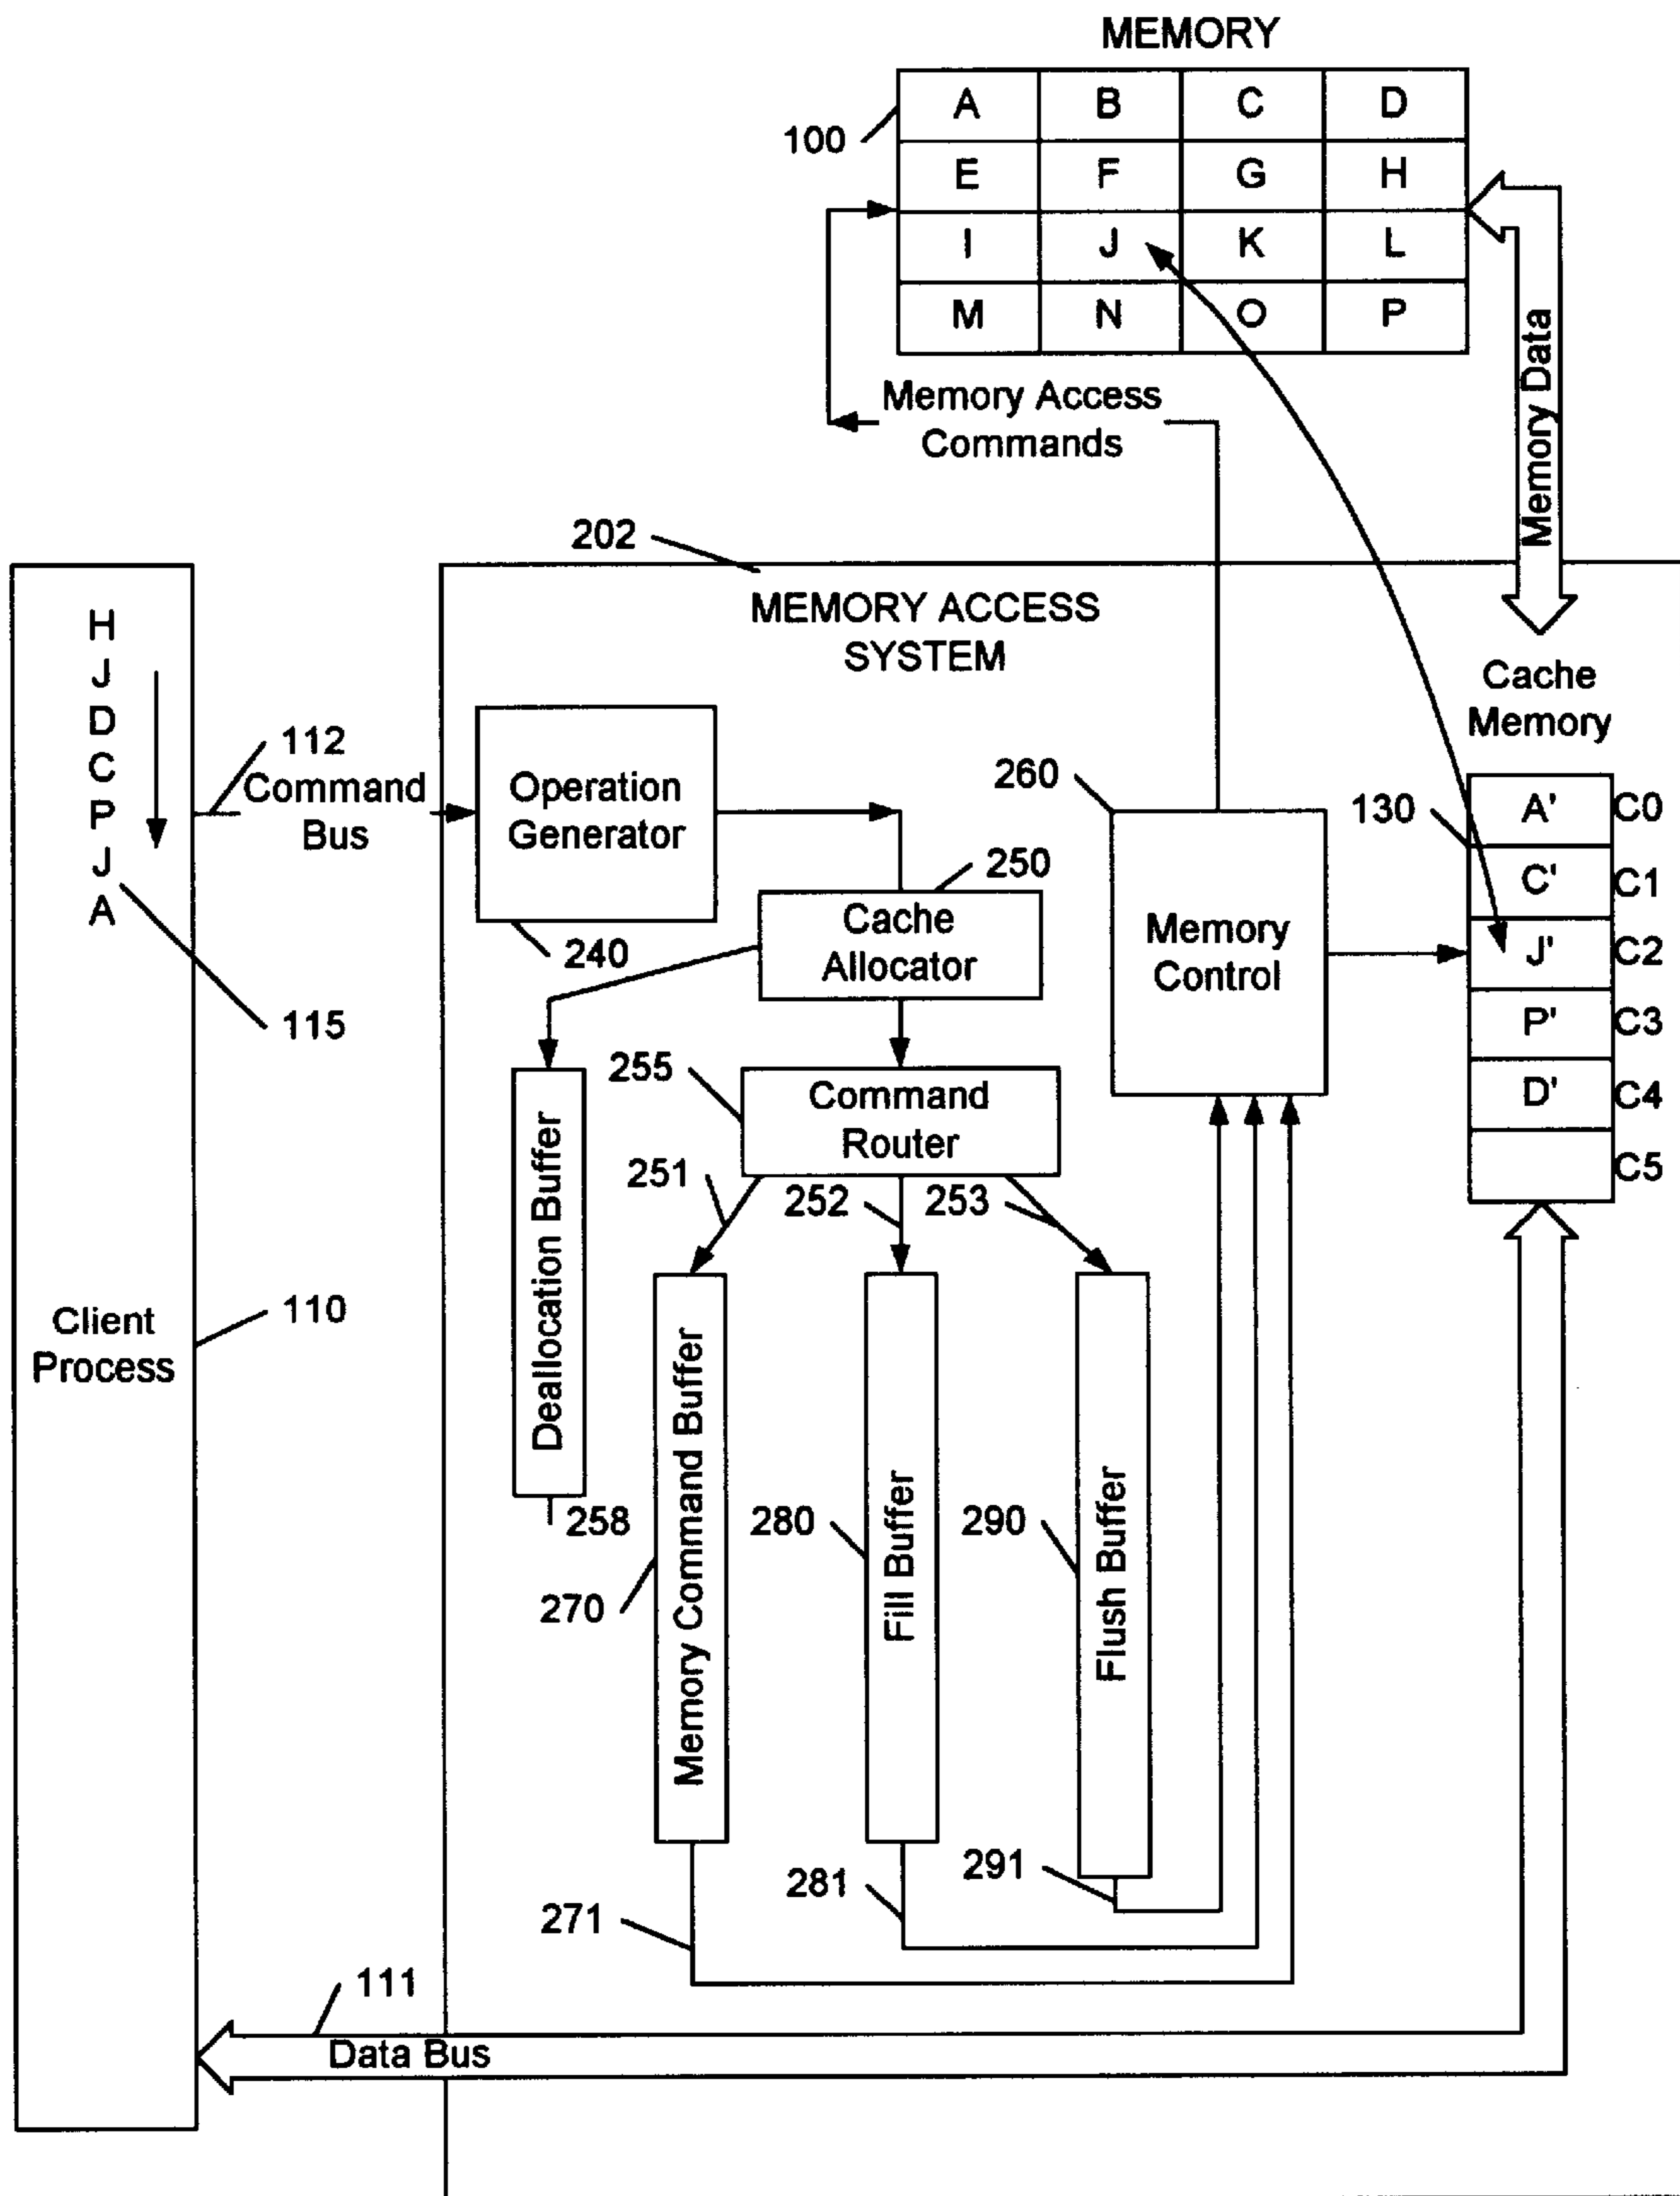 MEMORY
A B C D
100
E F G H
I J K L
M N O P
Memory Access
Commands
Memory Data
202
MEMORY ACCESS
SYSTEM
H
J
D
C
P
J
A
112
Command
Bus
Operation
Generator
240
115
250
Cache
Allocator
260
Memory
Control
Cache
Memory
130
A' C0
C' C1
J' C2
P' C3
D' C4
C5
255
Command
Router
251
252
253
Deallocation Buffer
258
Client
Process
110
Memory Command Buffer
270
280
Fill Buffer
290
Flush Buffer
291
281
271
111
Data Bus